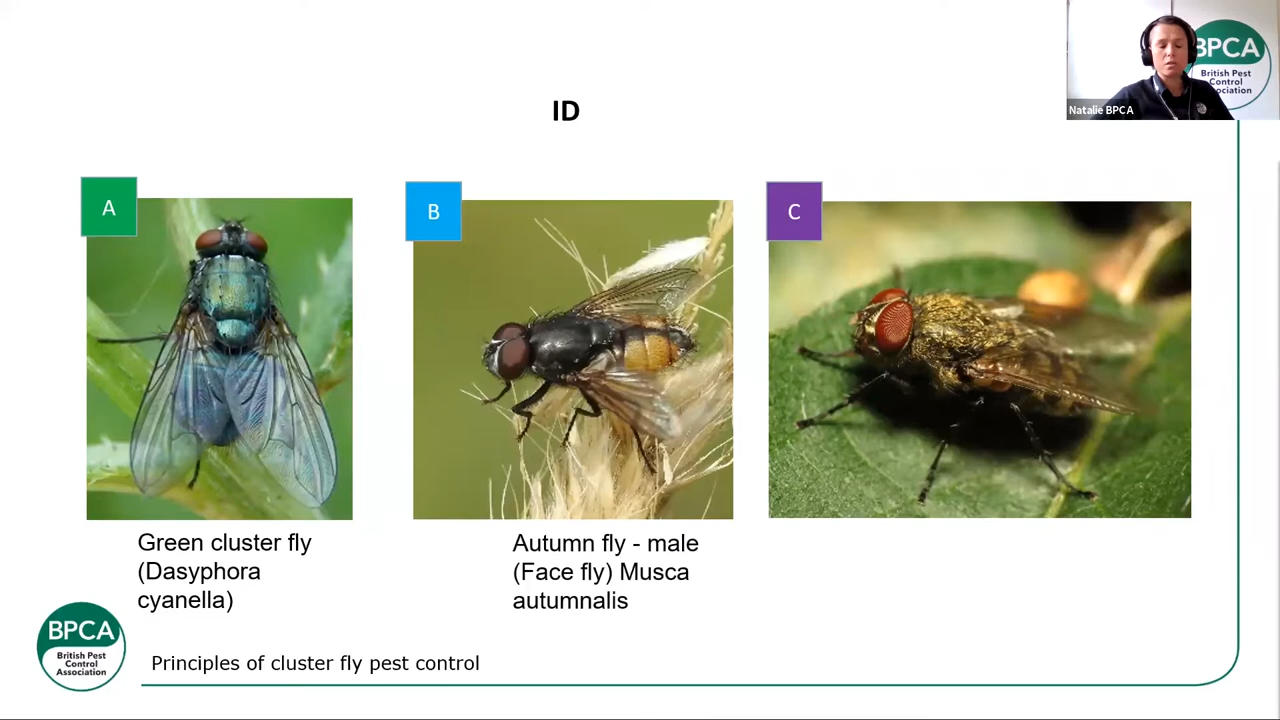 BPCA
British Pest
Control
Association
Natalie BPCA
ID
A
B
C
Green cluster fly
(Dasyphora
cyanella)
Autumn fly - male
(Face fly) Musca
autumnalis
BPCA
British Pest
Control
Association
Principles of cluster fly pest control